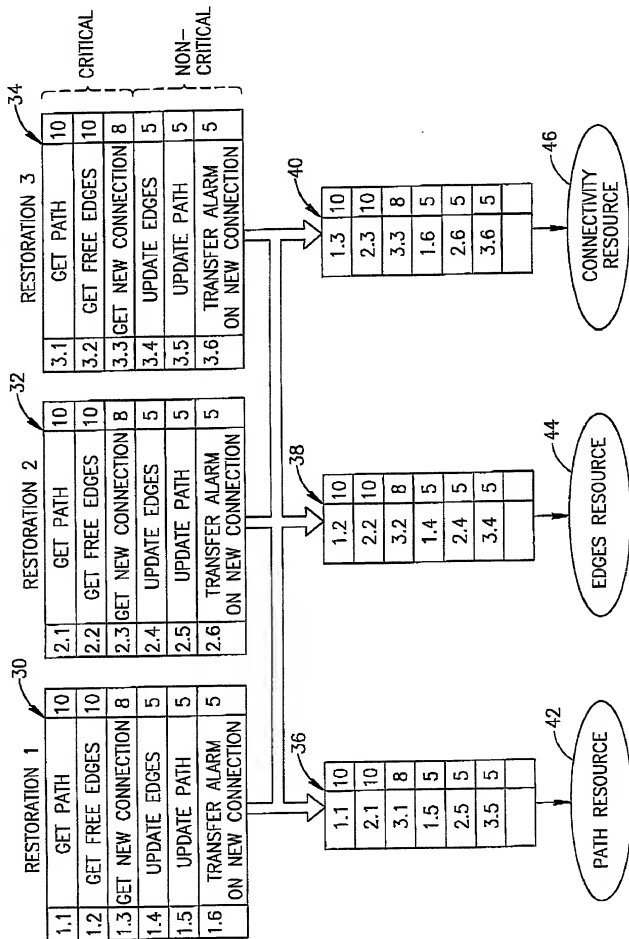 RESTORATION 1
30
1.1 GET PATH 10
1.2 GET FREE EDGES 10
1.3 GET NEW CONNECTION 8
1.4 UPDATE EDGES 5
1.5 UPDATE PATH 5
1.6 TRANSFER ALARM 5
ON NEW CONNECTION
RESTORATION 2
32
2.1 GET PATH 10
2.2 GET FREE EDGES 10
2.3 GET NEW CONNECTION 8
2.4 UPDATE EDGES 5
2.5 UPDATE PATH 5
2.6 TRANSFER ALARM 5
ON NEW CONNECTION
RESTORATION 3
34
3.1 GET PATH 10
3.2 GET FREE EDGES 10
3.3 GET NEW CONNECTION 8
3.4 UPDATE EDGES 5
3.5 UPDATE PATH 5
3.6 TRANSFER ALARM 5
ON NEW CONNECTION
CRITICAL
NON-
CRITICAL
36
1.1 10
2.1 10
3.1 8
1.5 5
2.5 5
3.5 5
38
1.2 10
2.2 10
3.2 8
1.4 5
2.4 5
3.4 5
40
1.3 10
2.3 10
3.3 8
1.6 5
2.6 5
3.6 5
42
PATH RESOURCE
44
EDGES RESOURCE
46
CONNECTIVITY
RESOURCE